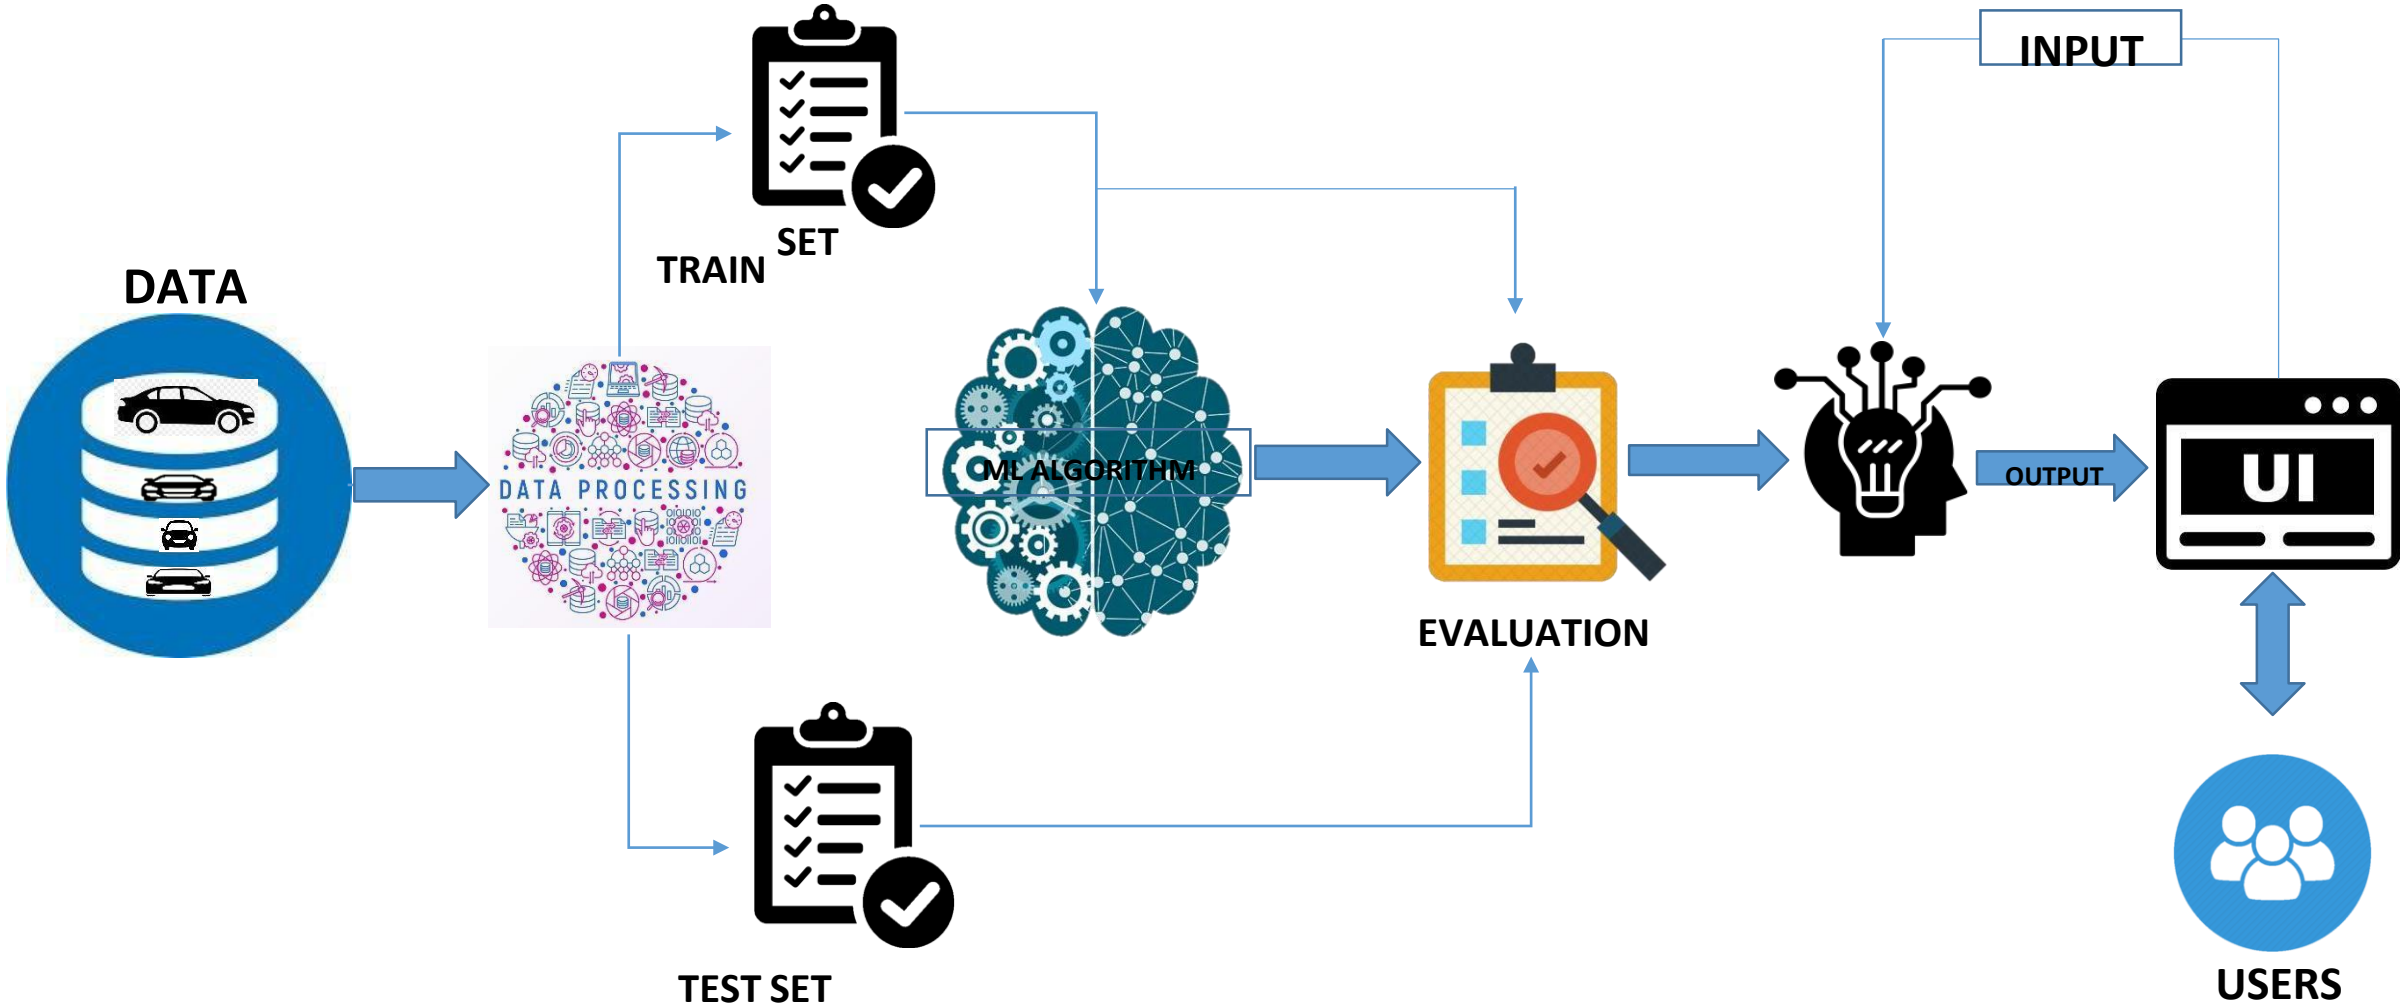 INPUT
SET
TRAIN
DATA
ML ALGORITHM
DATA PROCESSING
OUTPUT
UI
EVALUATION
TEST SET
USERS